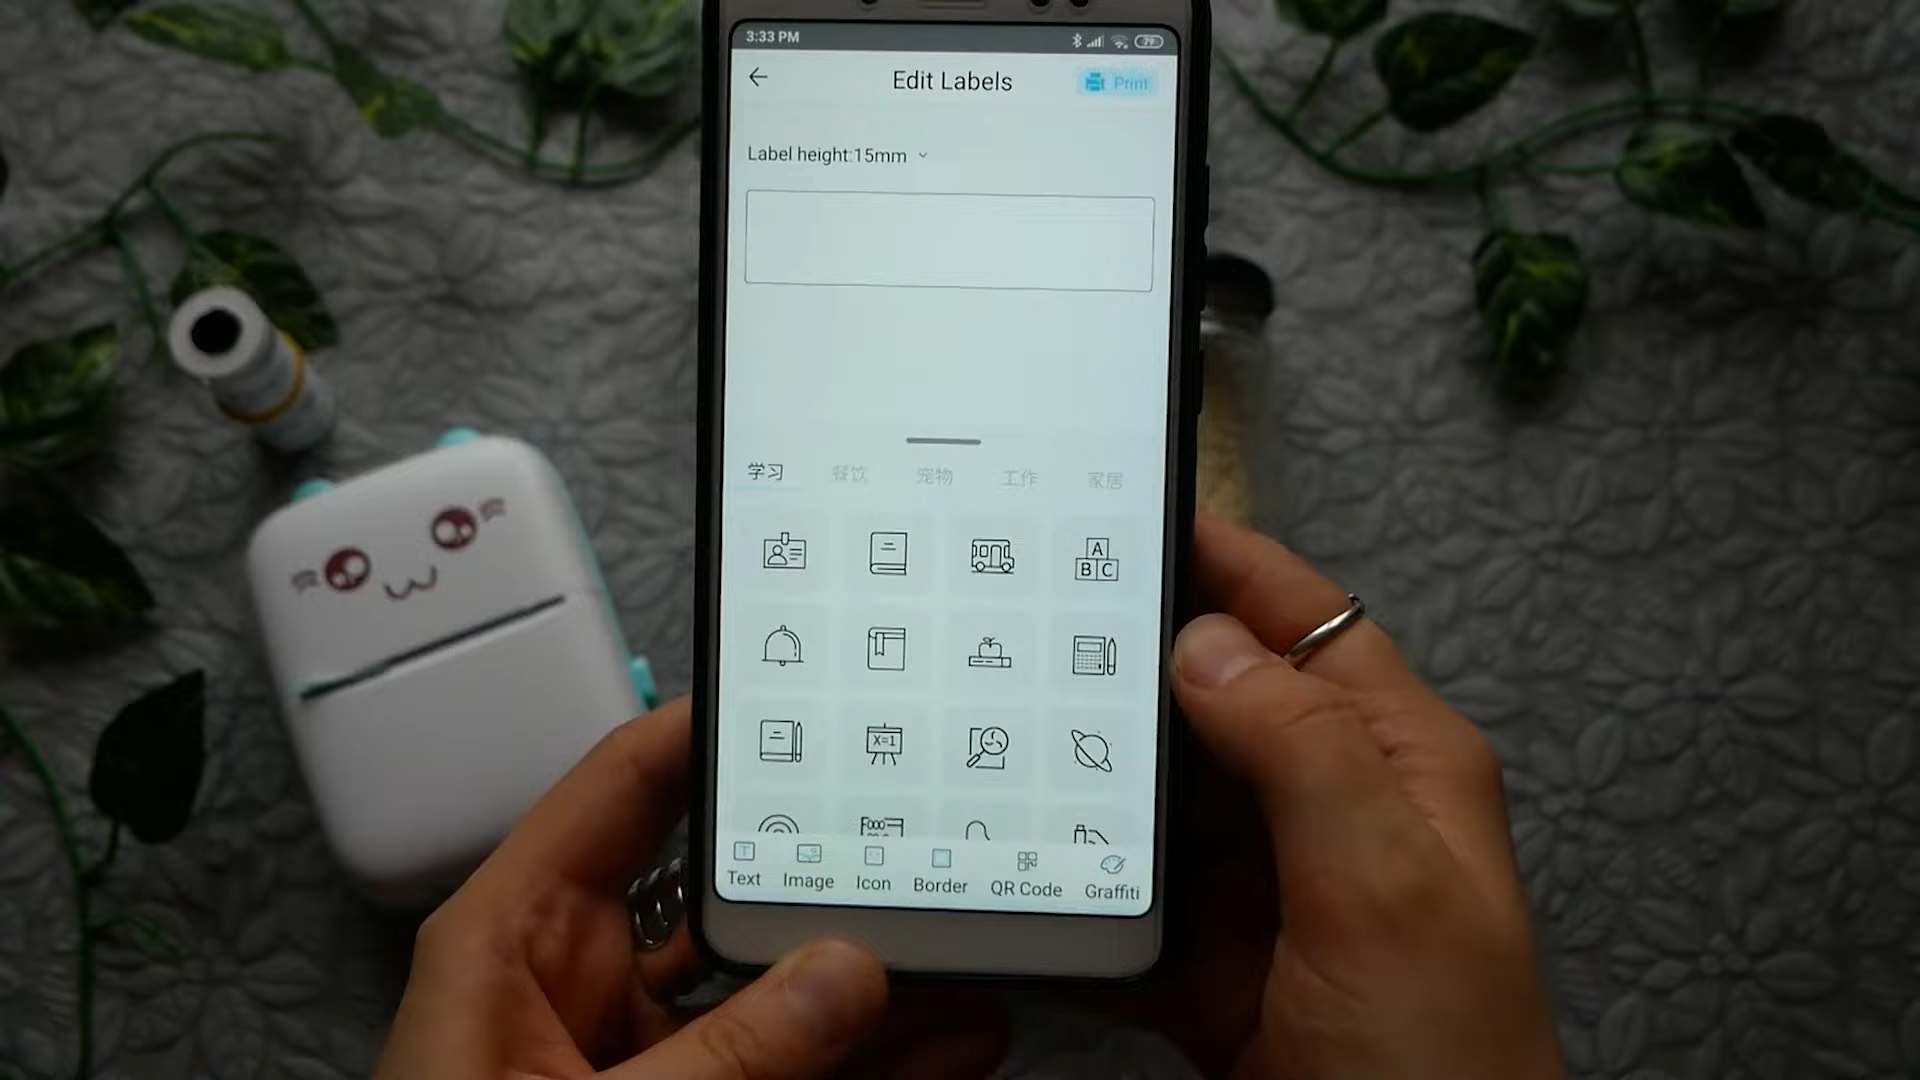 3:33 PM
79
Edit Labels
Print
Label height:15mm
学习 餐饮 宠物 工作 家居
A
B C
X=1
Text Image Icon Border QR Code Graffiti